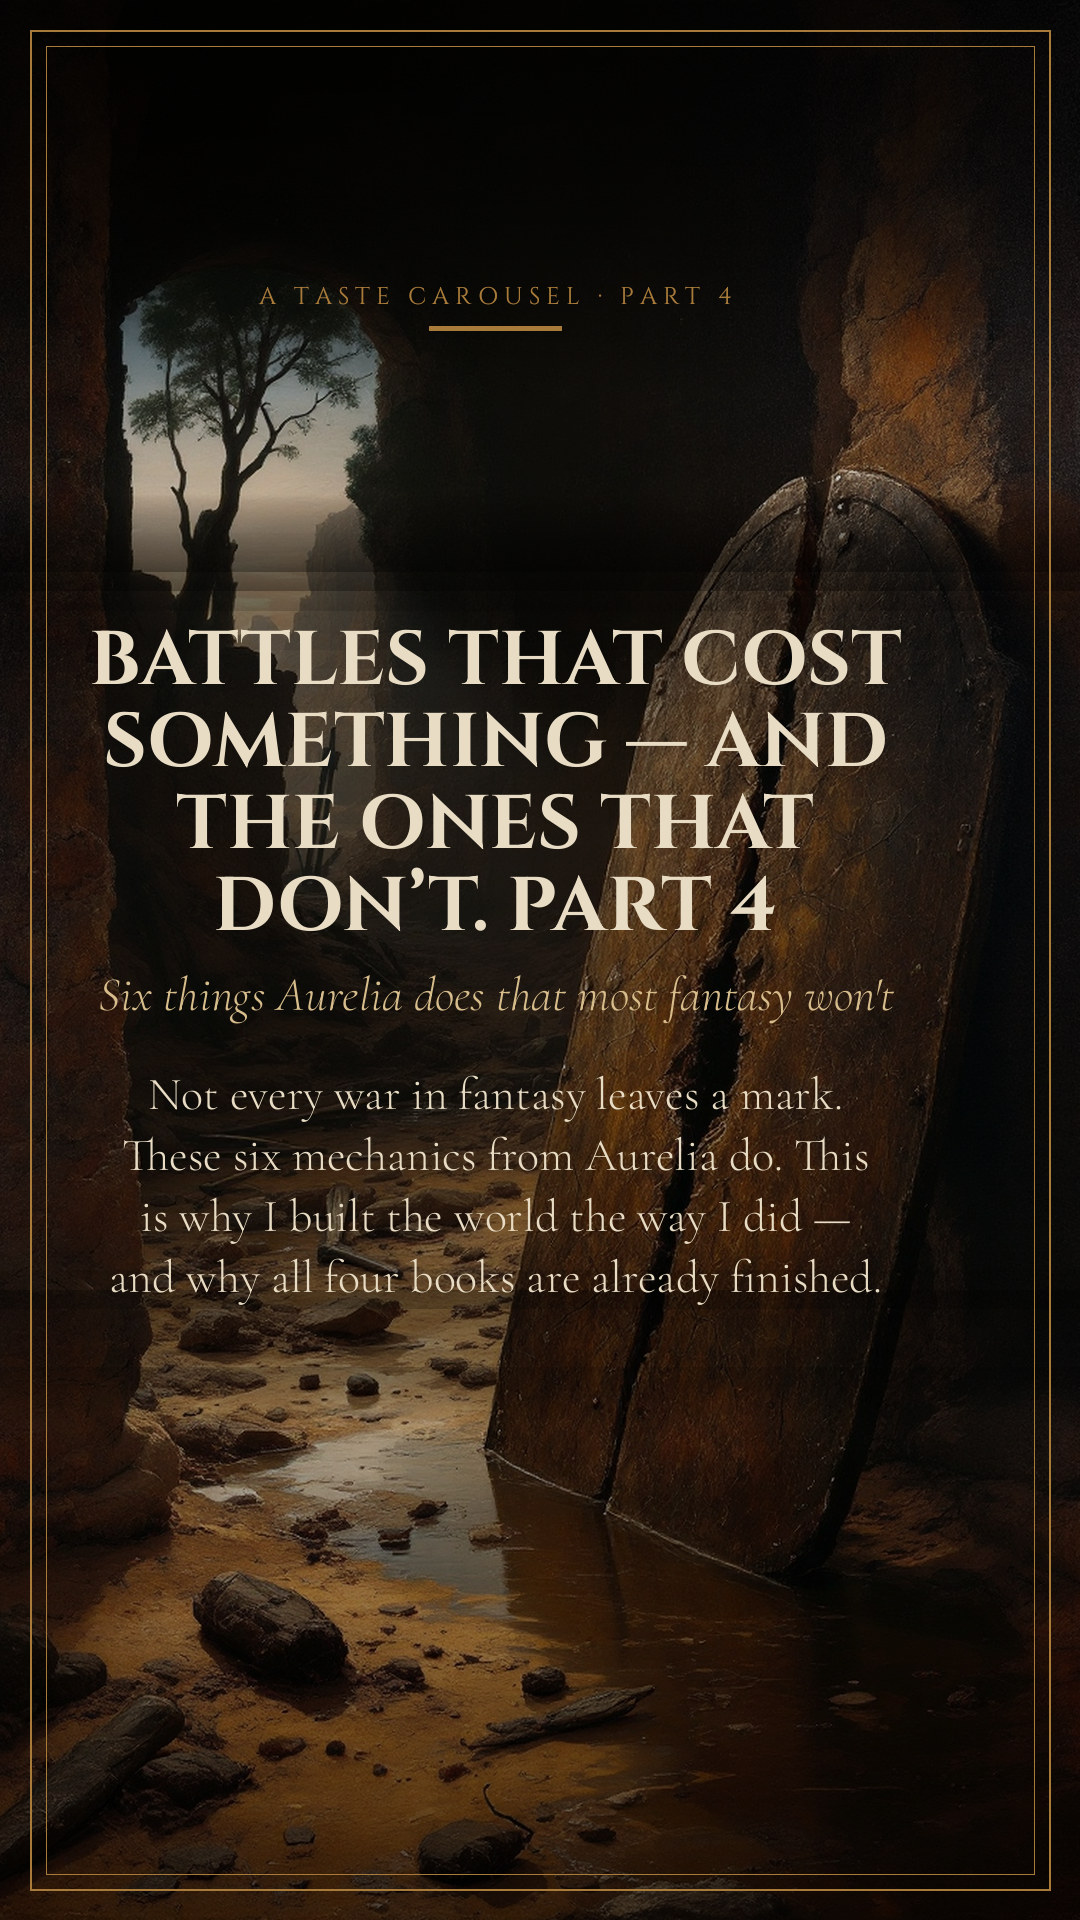 A TASTE CAROUSEL · PART 4
BATTLES THAT COST
SOMETHING — AND
THE ONES THAT
DON’T. PART 4
Six things Aurelia does that most fantasy won't
Not every war in fantasy leaves a mark.
These six mechanics from Aurelia do. This
is why I built the world the way I did —
and why all four books are already finished.